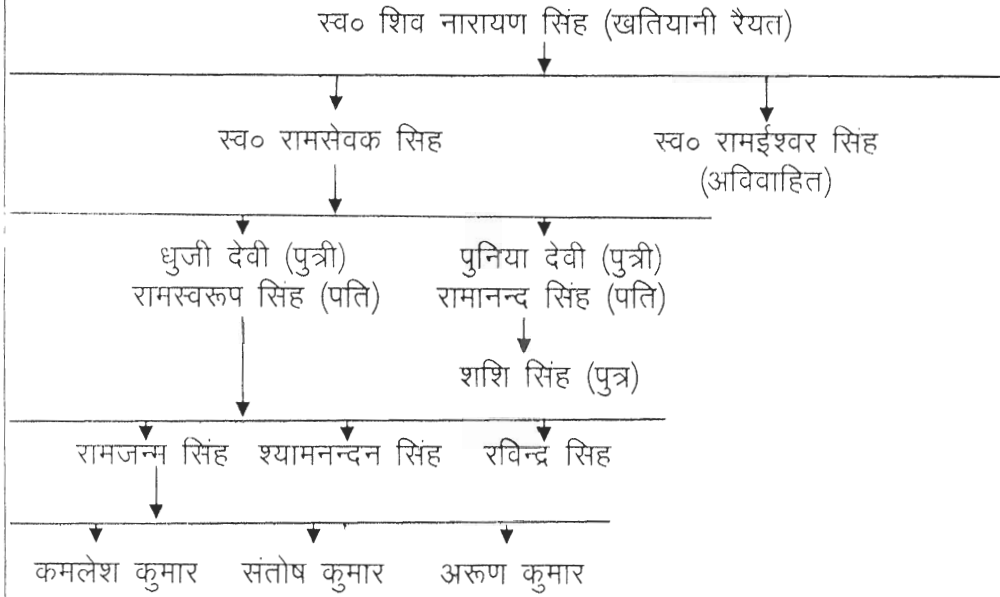 स्व० शिव नारायण सिंह (खतियानी रैयत)
स्व० रामसेवक सिह स्व० रामईश्वर सिंह
(अविवाहित)
धुजी देवी (पुत्री) पुनिया देवी (पुत्री)
रामस्वरूप सिंह (पति) रामानन्द सिंह (पति)
शशि सिंह (पुत्र)
रामजन्म सिंह श्यामनन्दन सिंह रविन्द्र सिह
कमलेश कुमार संतोष कुमार अरूण कुमार